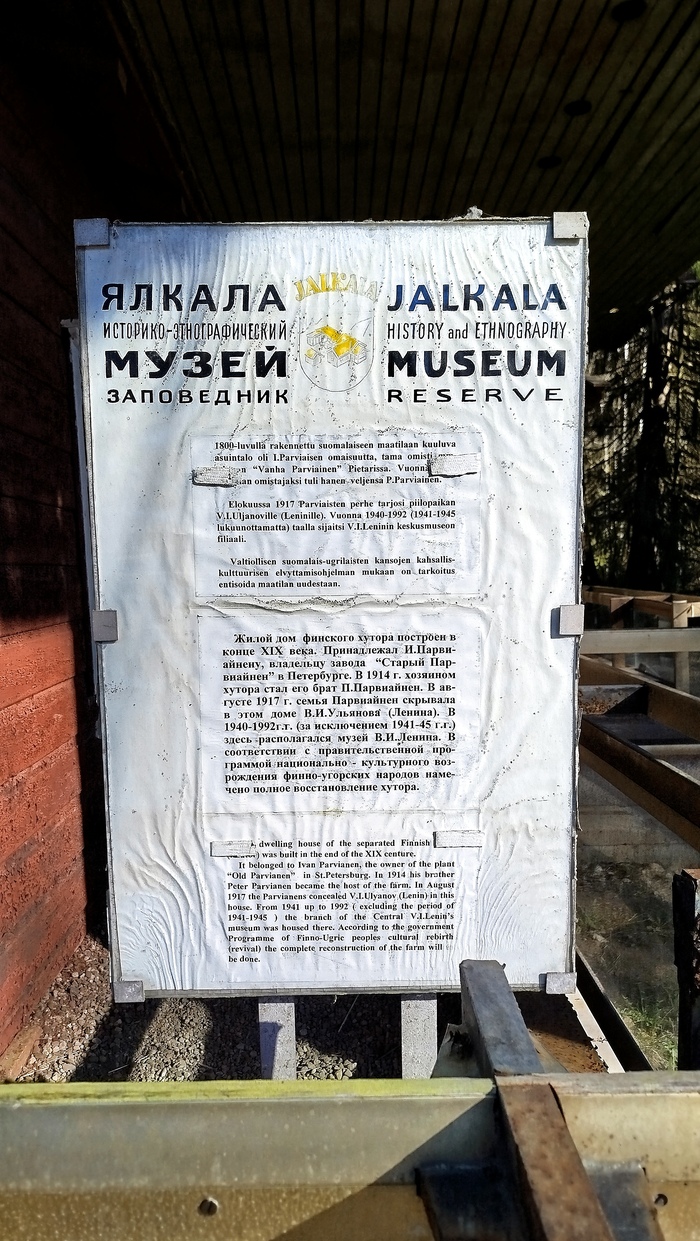 ЯЛКАЛА
ИСТОРИКО-ЭТНОГРАФИЧЕСКИЙ
МУЗЕЙ
ЗАПОВЕДНИК
JALKALA
JALKALA
HISTORY and ETHNOGRAPHY
MUSEUM
RESERVE
1800-luvulla rakennettu suomalaiseen maatilaan kuuluva
asuintalo oli I.Parviaisen omaisuutta, tama
"Vanha Parviainen" Pietarissa.
omistajaksi tuli hanen veljensa P.Parviainen.
Elokuussa 1917 Parviaisten perhe tarjosi piilopaikan
V.I.Uljanoville (Leninille). Vuonna 1940-1992 (1941-1945
lukuunottamatta) taalla sijaitsi V.I.Leninin keskusmuseon
filiaali.
Valtiollisen suomalais-ugrilaisten kansojen kahsallis-
kulttuurisen elvyttamisohjelman mukaan on tarkoitus
entisoida maatilan uudestaan.
Жилой дом финского хутора построен в
конце XIX века. Принадлежал И.Парви-
айнену, владельцу завода "Старый Пар-
виайнен" в Петербурге. В 1914 г. хозяином
хутора стал его брат П.Парвиайнен. В ав-
густе 1917 г. семья Парвиайнен скрывала
в этом доме В.И.Ульянова (Ленина). В
1940-1992г.г. (за исключением 1941-45 г.г.)
здесь располагался музей В.И.Ленина. В
соответствии с правительственной про-
граммой национально - культурного воз-
рождения финно-угорских народов наме-
чено полное восстановление хутора.
dwelling house of the separated Finnish
was built in the end of the XIX centure.
It belonged to Ivan Parvianen, the owner of the plant
"Old Parvianen" in St.Petersburg. In 1914 his brather
Peter Parvianen became the host of the farm. In August
1917 the Parvianens concealed V.I.Ulyanov (Lenin) in this
house. From 1941 up to 1992 ( excluding the period of
1941-1945 ) the branch of the Central V.I.Lenin's
museum was housed there. According to the government
Programme of Finno-Ugric peoples cultural rebirth
(revival) the complete reconstruction of the farm will
be done.